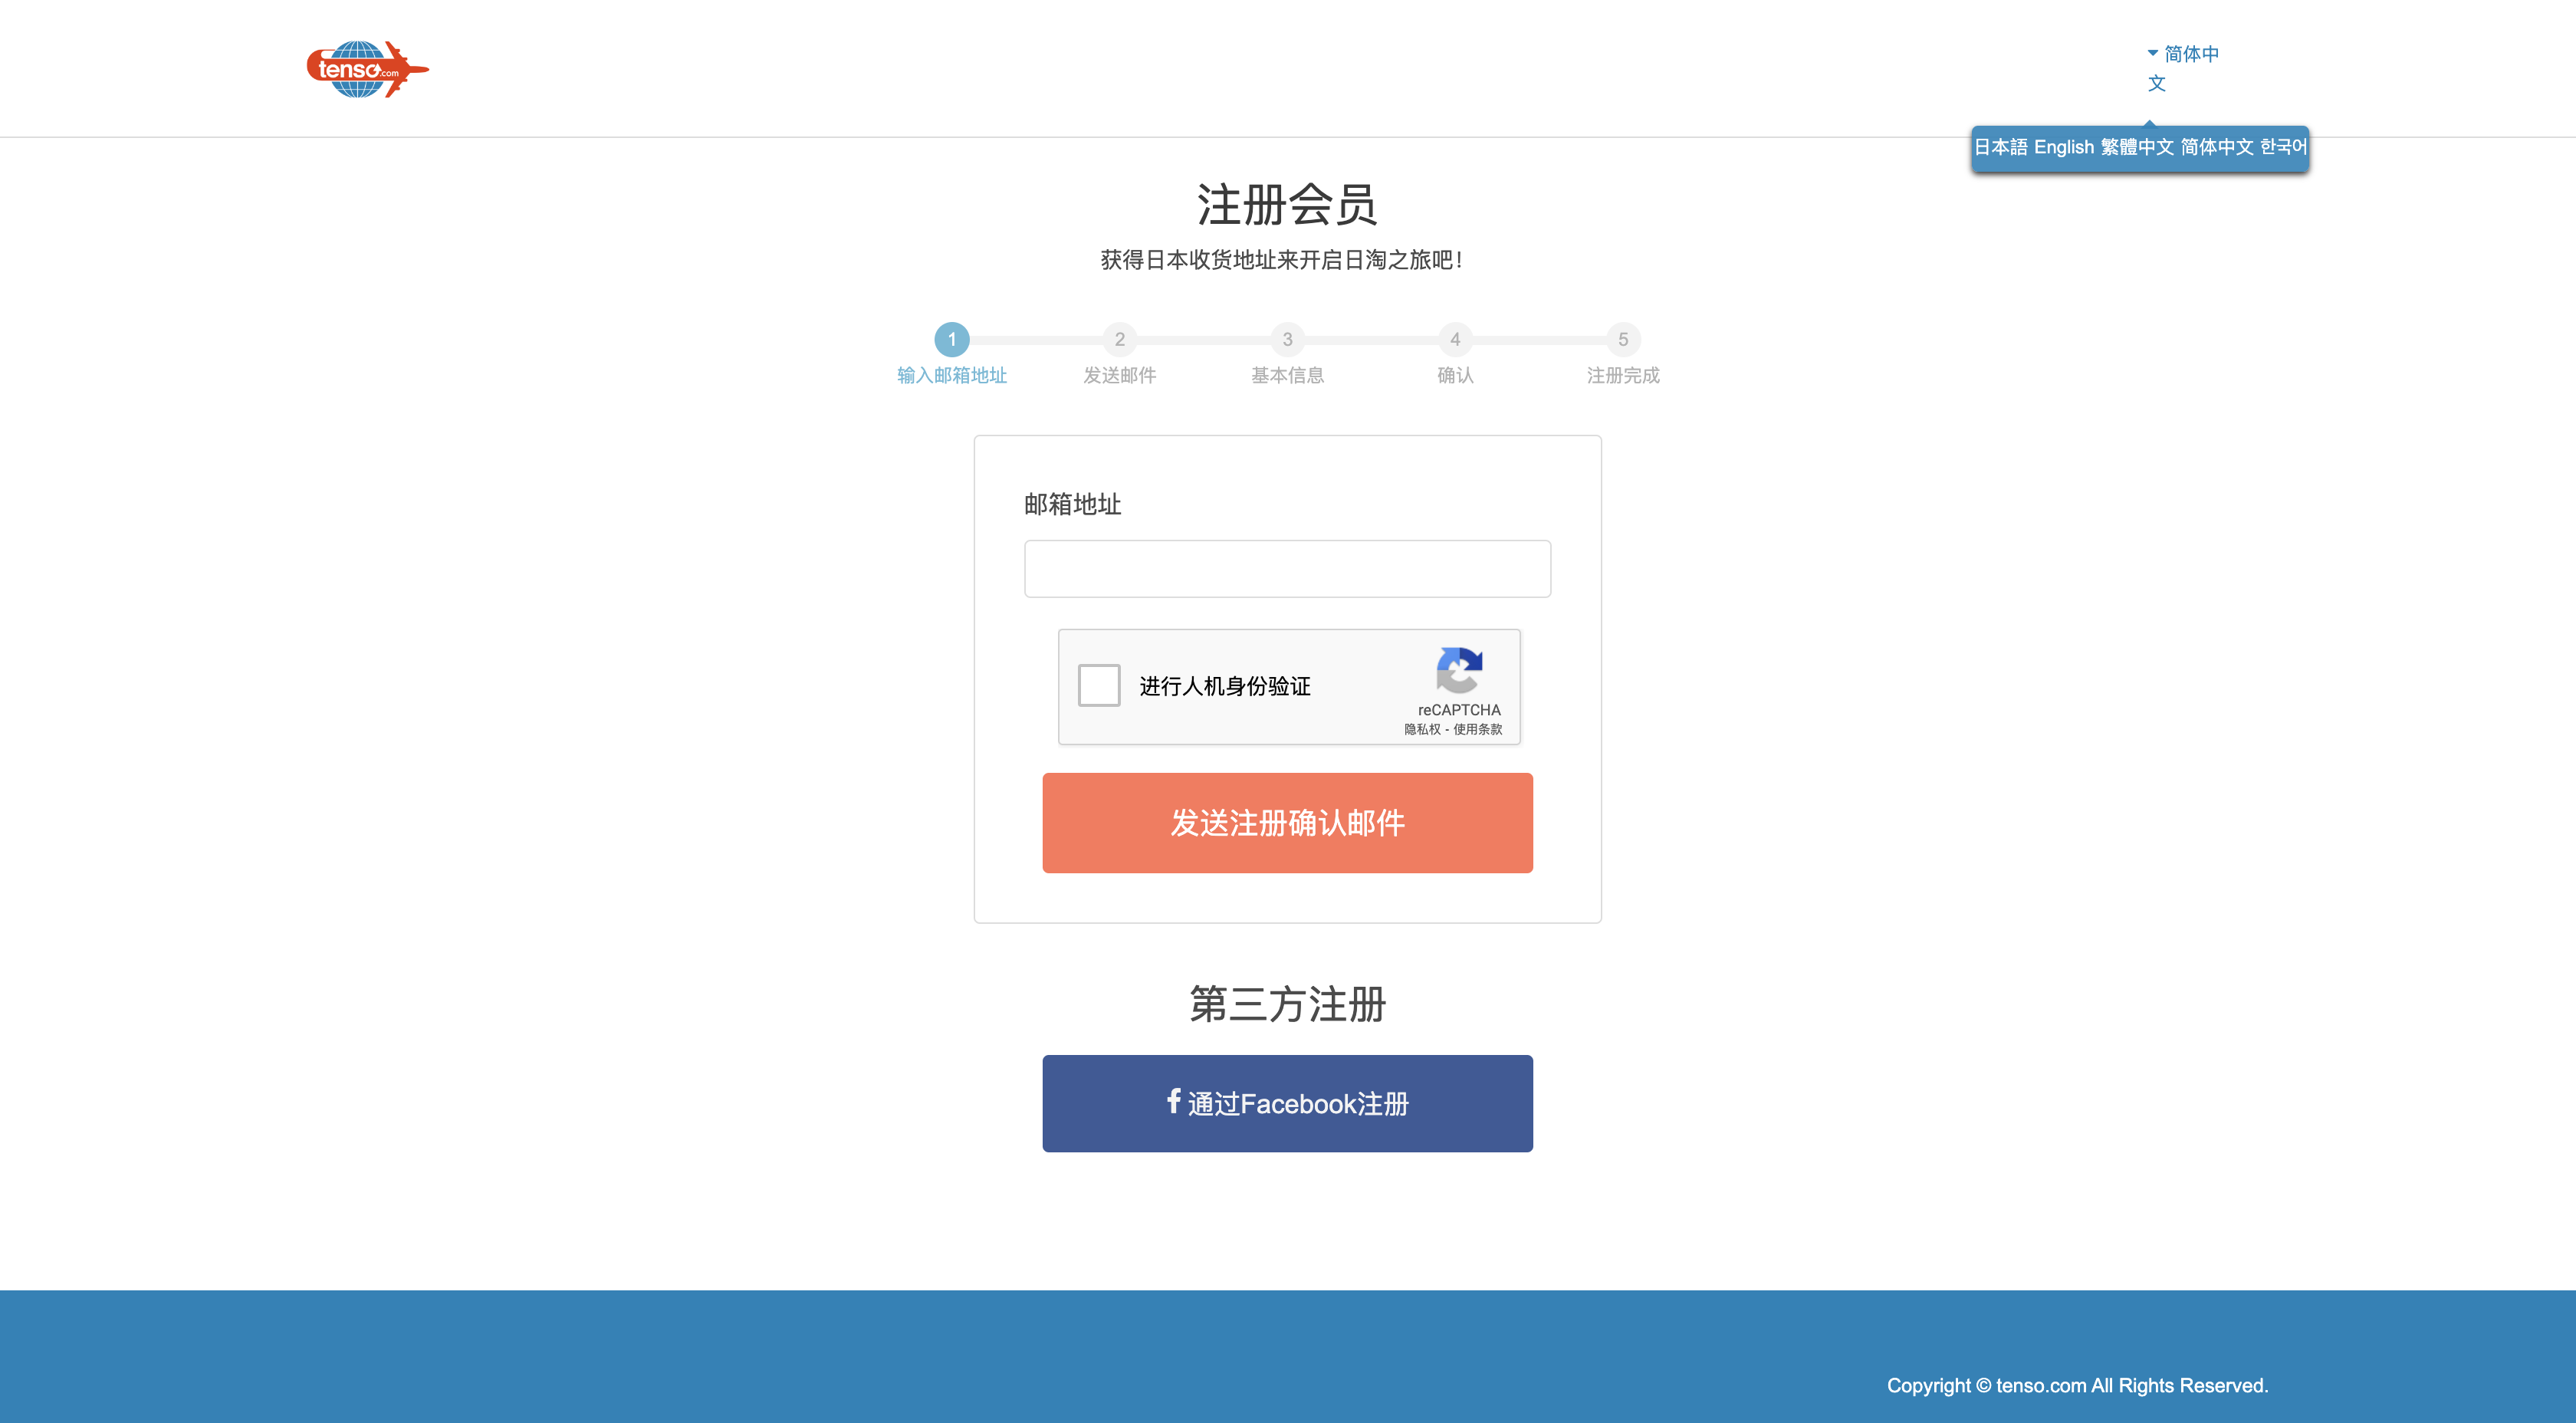 tenso.com
简体中
文
日本語 English 繁體中文 简体中文 한국어
注册会员
获得日本收货地址来开启日淘之旅吧！
1 2 3 4 5
输入邮箱地址 发送邮件 基本信息 确认 注册完成
邮箱地址
进行人机身份验证
reCAPTCHA
隐私权 - 使用条款
发送注册确认邮件
第三方注册
通过Facebook注册
Copyright © tenso.com All Rights Reserved.